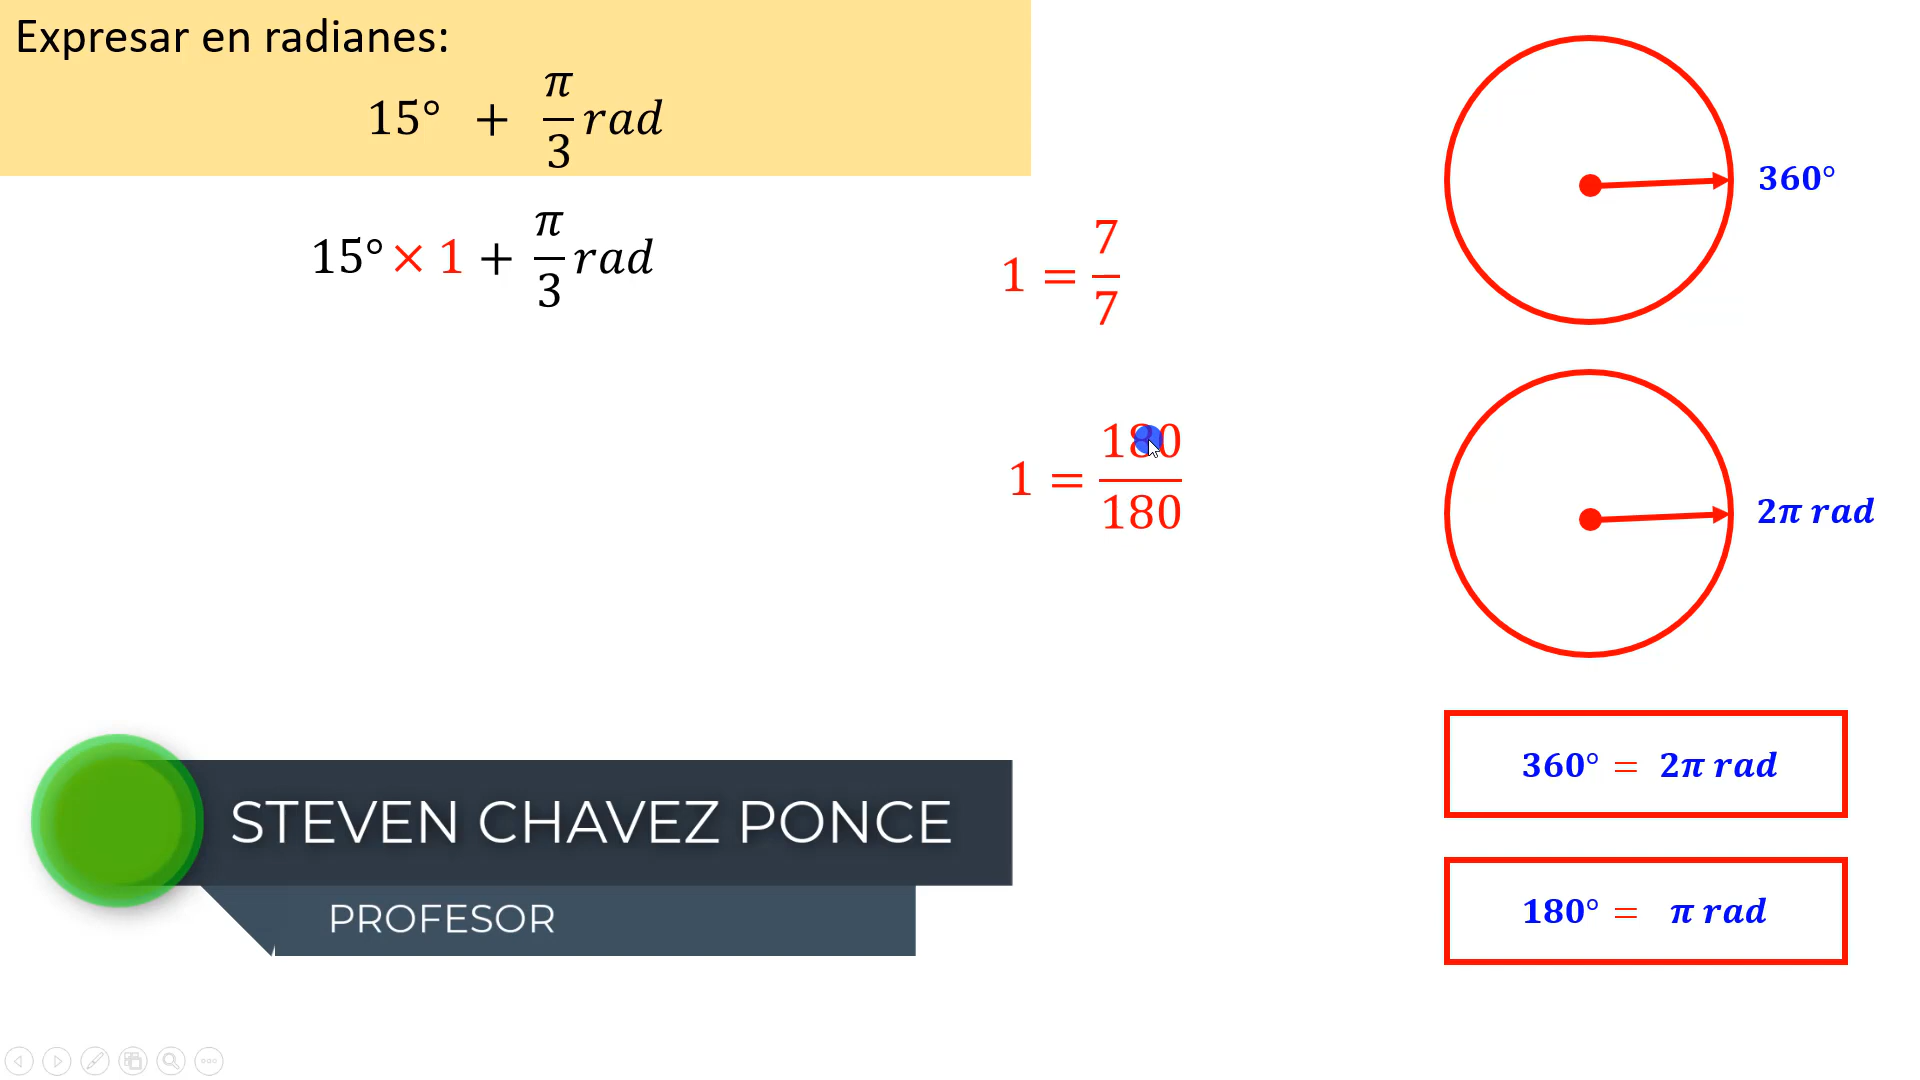 Expresar en radianes:
15° + π/3 rad
15° × 1 + π/3 rad
1 = 7/7
1 = 180/180
360°
2π rad
360° = 2π rad
180° = π rad
STEVEN CHAVEZ PONCE
PROFESOR